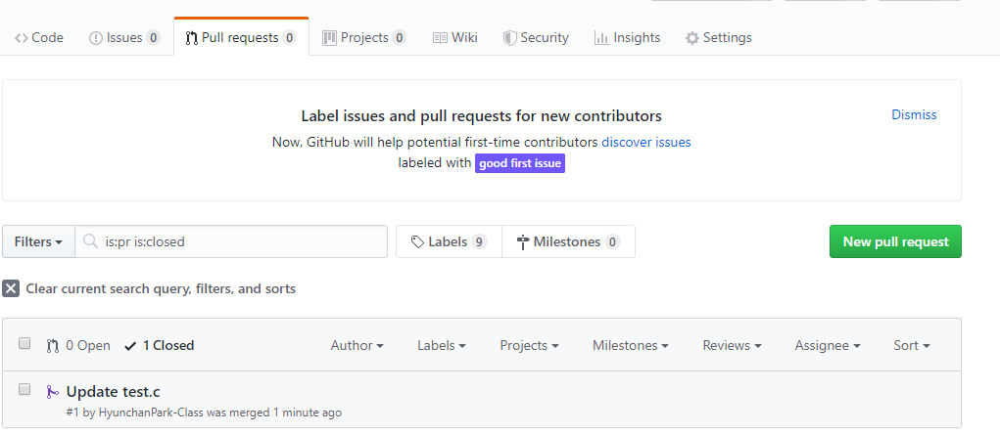 Code Issues 0 Pull requests 0 Projects 0 Wiki Security Insights Settings
Label issues and pull requests for new contributors Dismiss
Now, GitHub will help potential first-time contributors discover issues
labeled with good first issue
Filters is:pr is:closed Labels 9 Milestones 0 New pull request
Clear current search query, filters, and sorts
0 Open 1 Closed Author Labels Projects Milestones Reviews Assignee Sort
Update test.c
#1 by HyunchanPark-Class was merged 1 minute ago